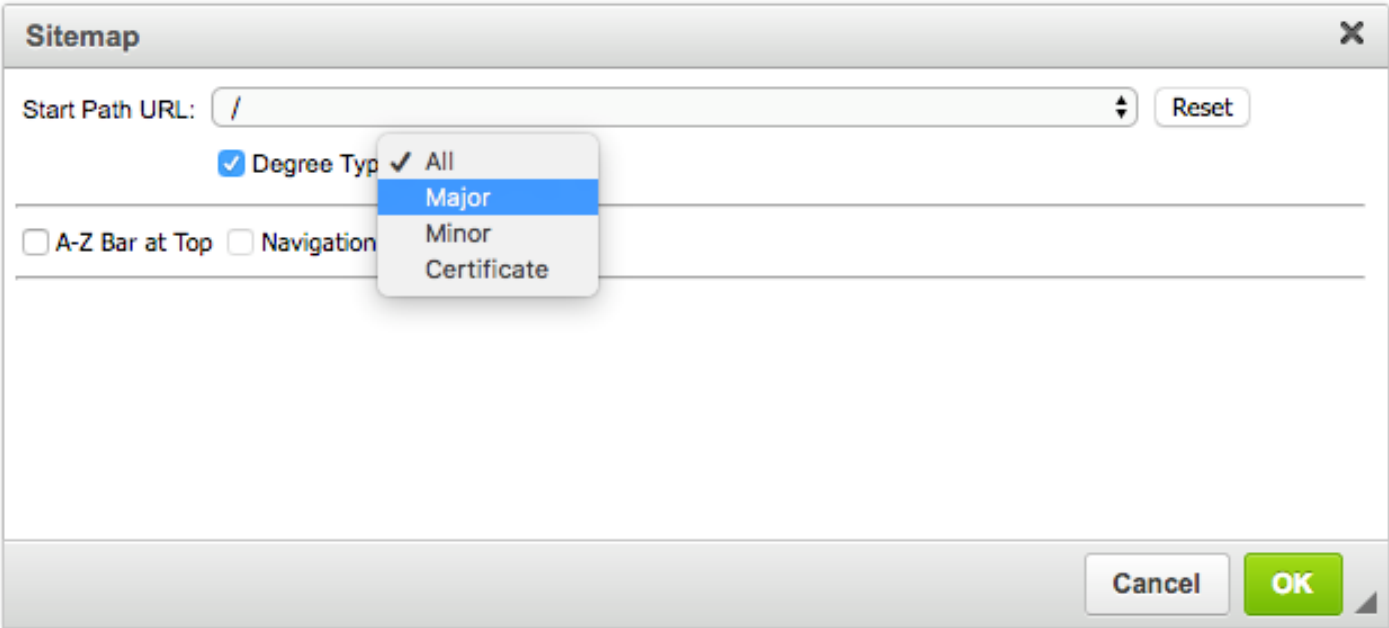 Sitemap
Start Path URL: / Reset
Degree Typ All
Major
Minor
A-Z Bar at Top Navigation
Certificate
Cancel OK